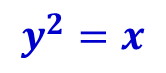 y² = x